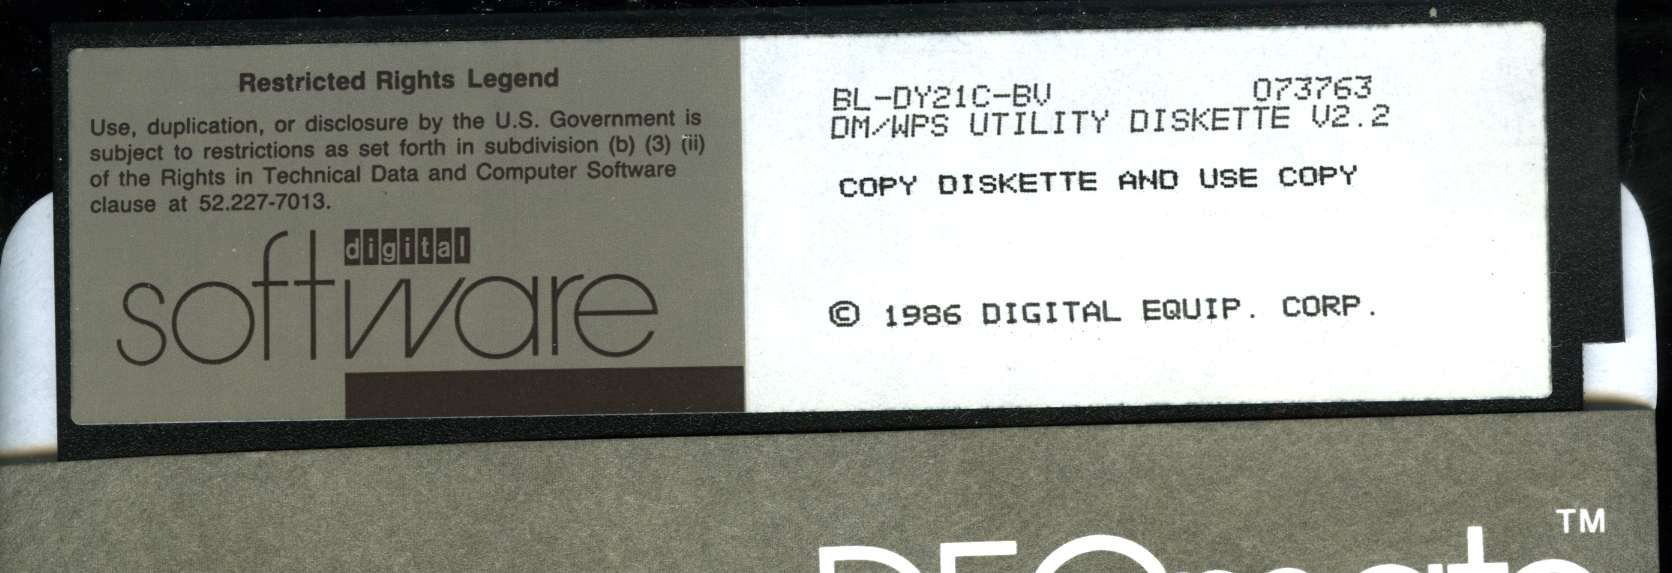 Restricted Rights Legend
Use, duplication, or disclosure by the U.S. Government is
subject to restrictions as set forth in subdivision (b) (3) (ii)
of the Rights in Technical Data and Computer Software
clause at 52.227-7013.
digital
software
BL-DY21C-BV 073763
DM/WPS UTILITY DISKETTE V2.2
COPY DISKETTE AND USE COPY
© 1986 DIGITAL EQUIP. CORP.
DECmate
TM